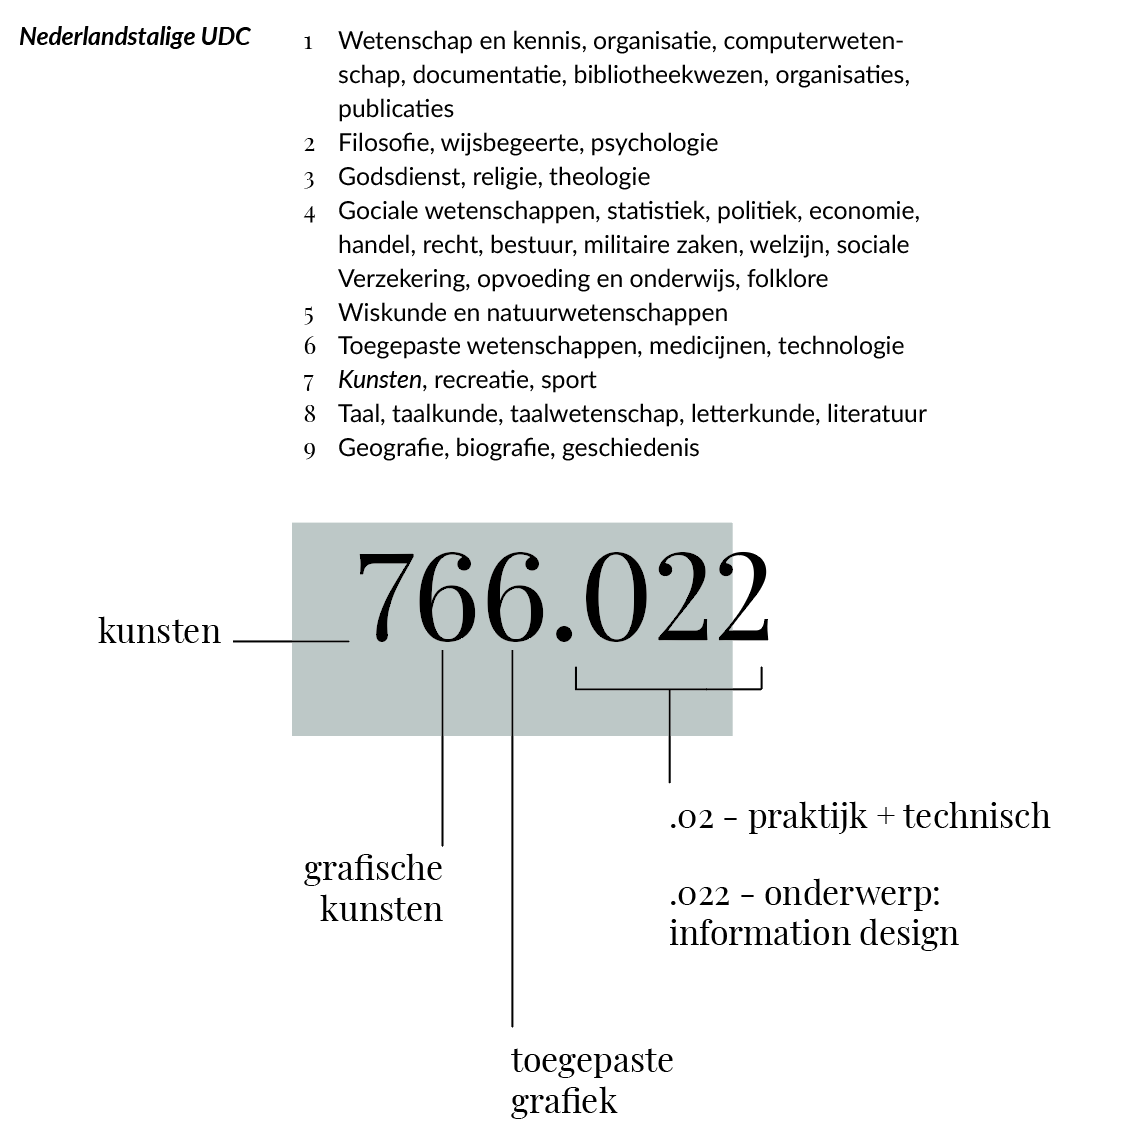 Nederlandstalige UDC
1 Wetenschap en kennis, organisatie, computerweten-
schap, documentatie, bibliotheekwezen, organisaties,
publicaties
2 Filosofie, wijsbegeerte, psychologie
3 Godsdienst, religie, theologie
4 Gociale wetenschappen, statistiek, politiek, economie,
handel, recht, bestuur, militaire zaken, welzijn, sociale
Verzekering, opvoeding en onderwijs, folklore
5 Wiskunde en natuurwetenschappen
6 Toegepaste wetenschappen, medicijnen, technologie
7 Kunsten, recreatie, sport
8 Taal, taalkunde, taalwetenschap, letterkunde, literatuur
9 Geografie, biografie, geschiedenis
766.022
kunsten
.02 - praktijk + technisch
grafische
kunsten
.022 - onderwerp:
information design
toegepaste
grafiek